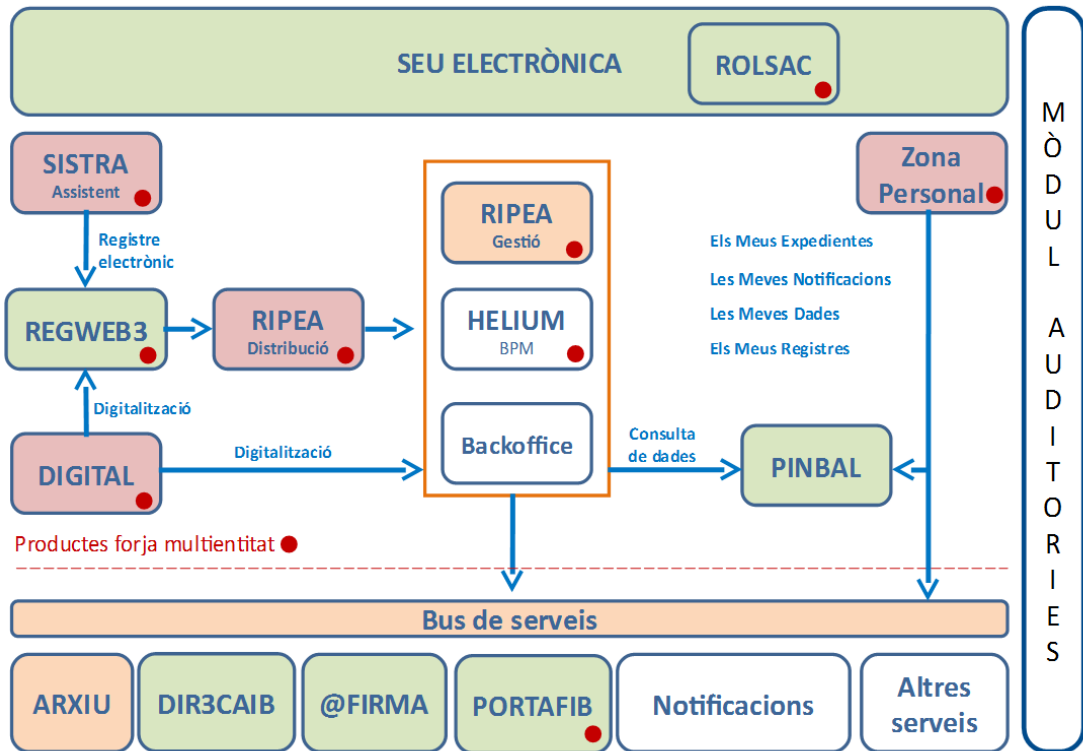 SEU ELECTRÒNICA
ROLSAC
SISTRA
Assistent
Zona
Personal
RIPEA
Gestió
Registre
electrònic
Els Meus Expedientes
Les Meves Notificacions
Les Meves Dades
Els Meus Registres
REGWEB3
RIPEA
Distribució
HELIUM
BPM
Digitalització
DIGITAL
Digitalització
Backoffice
Consulta
de dades
PINBAL
Productes forja multientitat
Bus de serveis
ARXIU
DIR3CAIB
@FIRMA
PORTAFIB
Notificacions
Altres
serveis
MÒDUL AUDITORIES